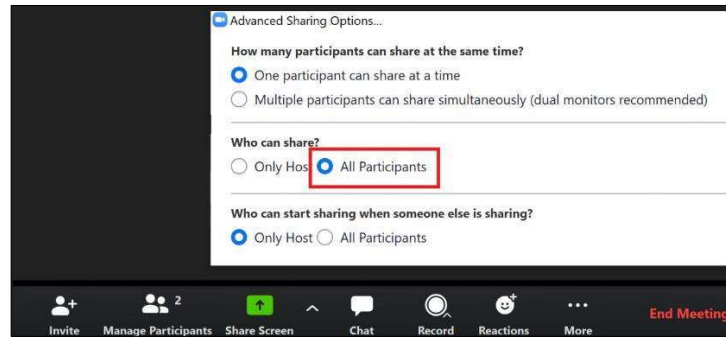 Advanced Sharing Options...
How many participants can share at the same time?
One participant can share at a time
Multiple participants can share simultaneously (dual monitors recommended)
Who can share?
Only Hos All Participants
Who can start sharing when someone else is sharing?
Only Host All Participants
2
Invite Manage Participants Share Screen Chat Record Reactions More End Meeting